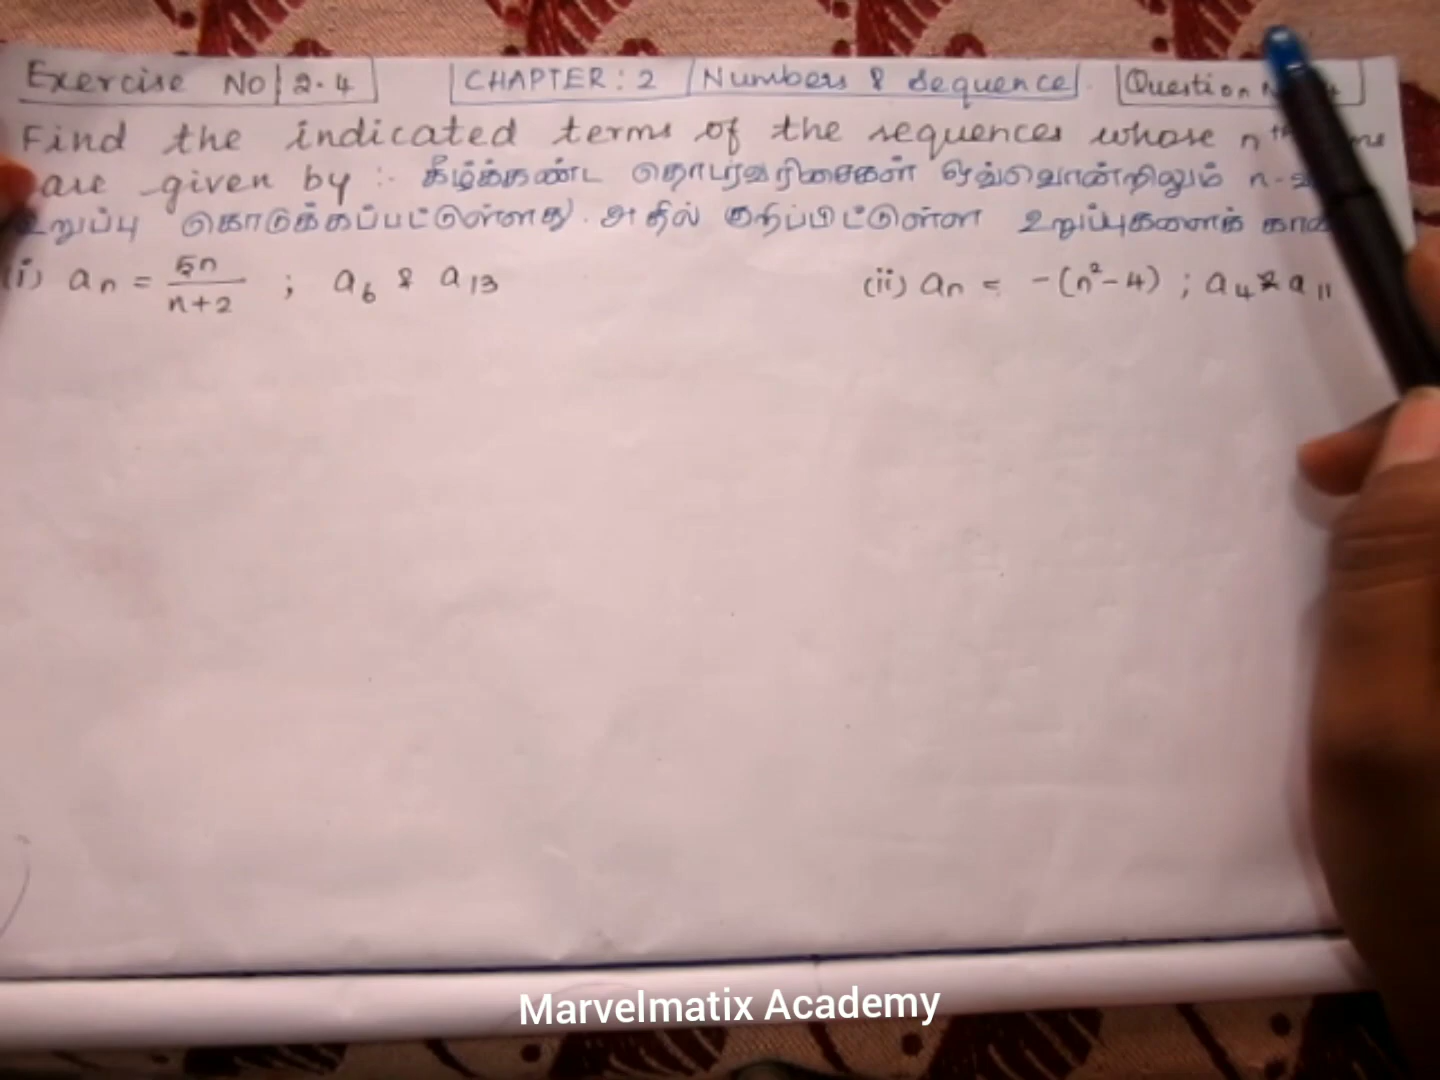 Exercise No 2.4 CHAPTER: 2 Numbers & Sequence Question
Find the indicated terms of the sequences whose nth
are given by :- கீழ்க்கண்ட தொடர்வரிசைகள் ஒவ்வொன்றிலும் n-
உறுப்பு கொடுக்கப்பட்டுள்ளது. அதில் குறிப்பிட்டுள்ள உறுப்புகளைக்
(i) an = 5n/n+2 ; a6 & a13 (ii) an = -(n²-4) ; a4 & a11
Marvelmatix Academy